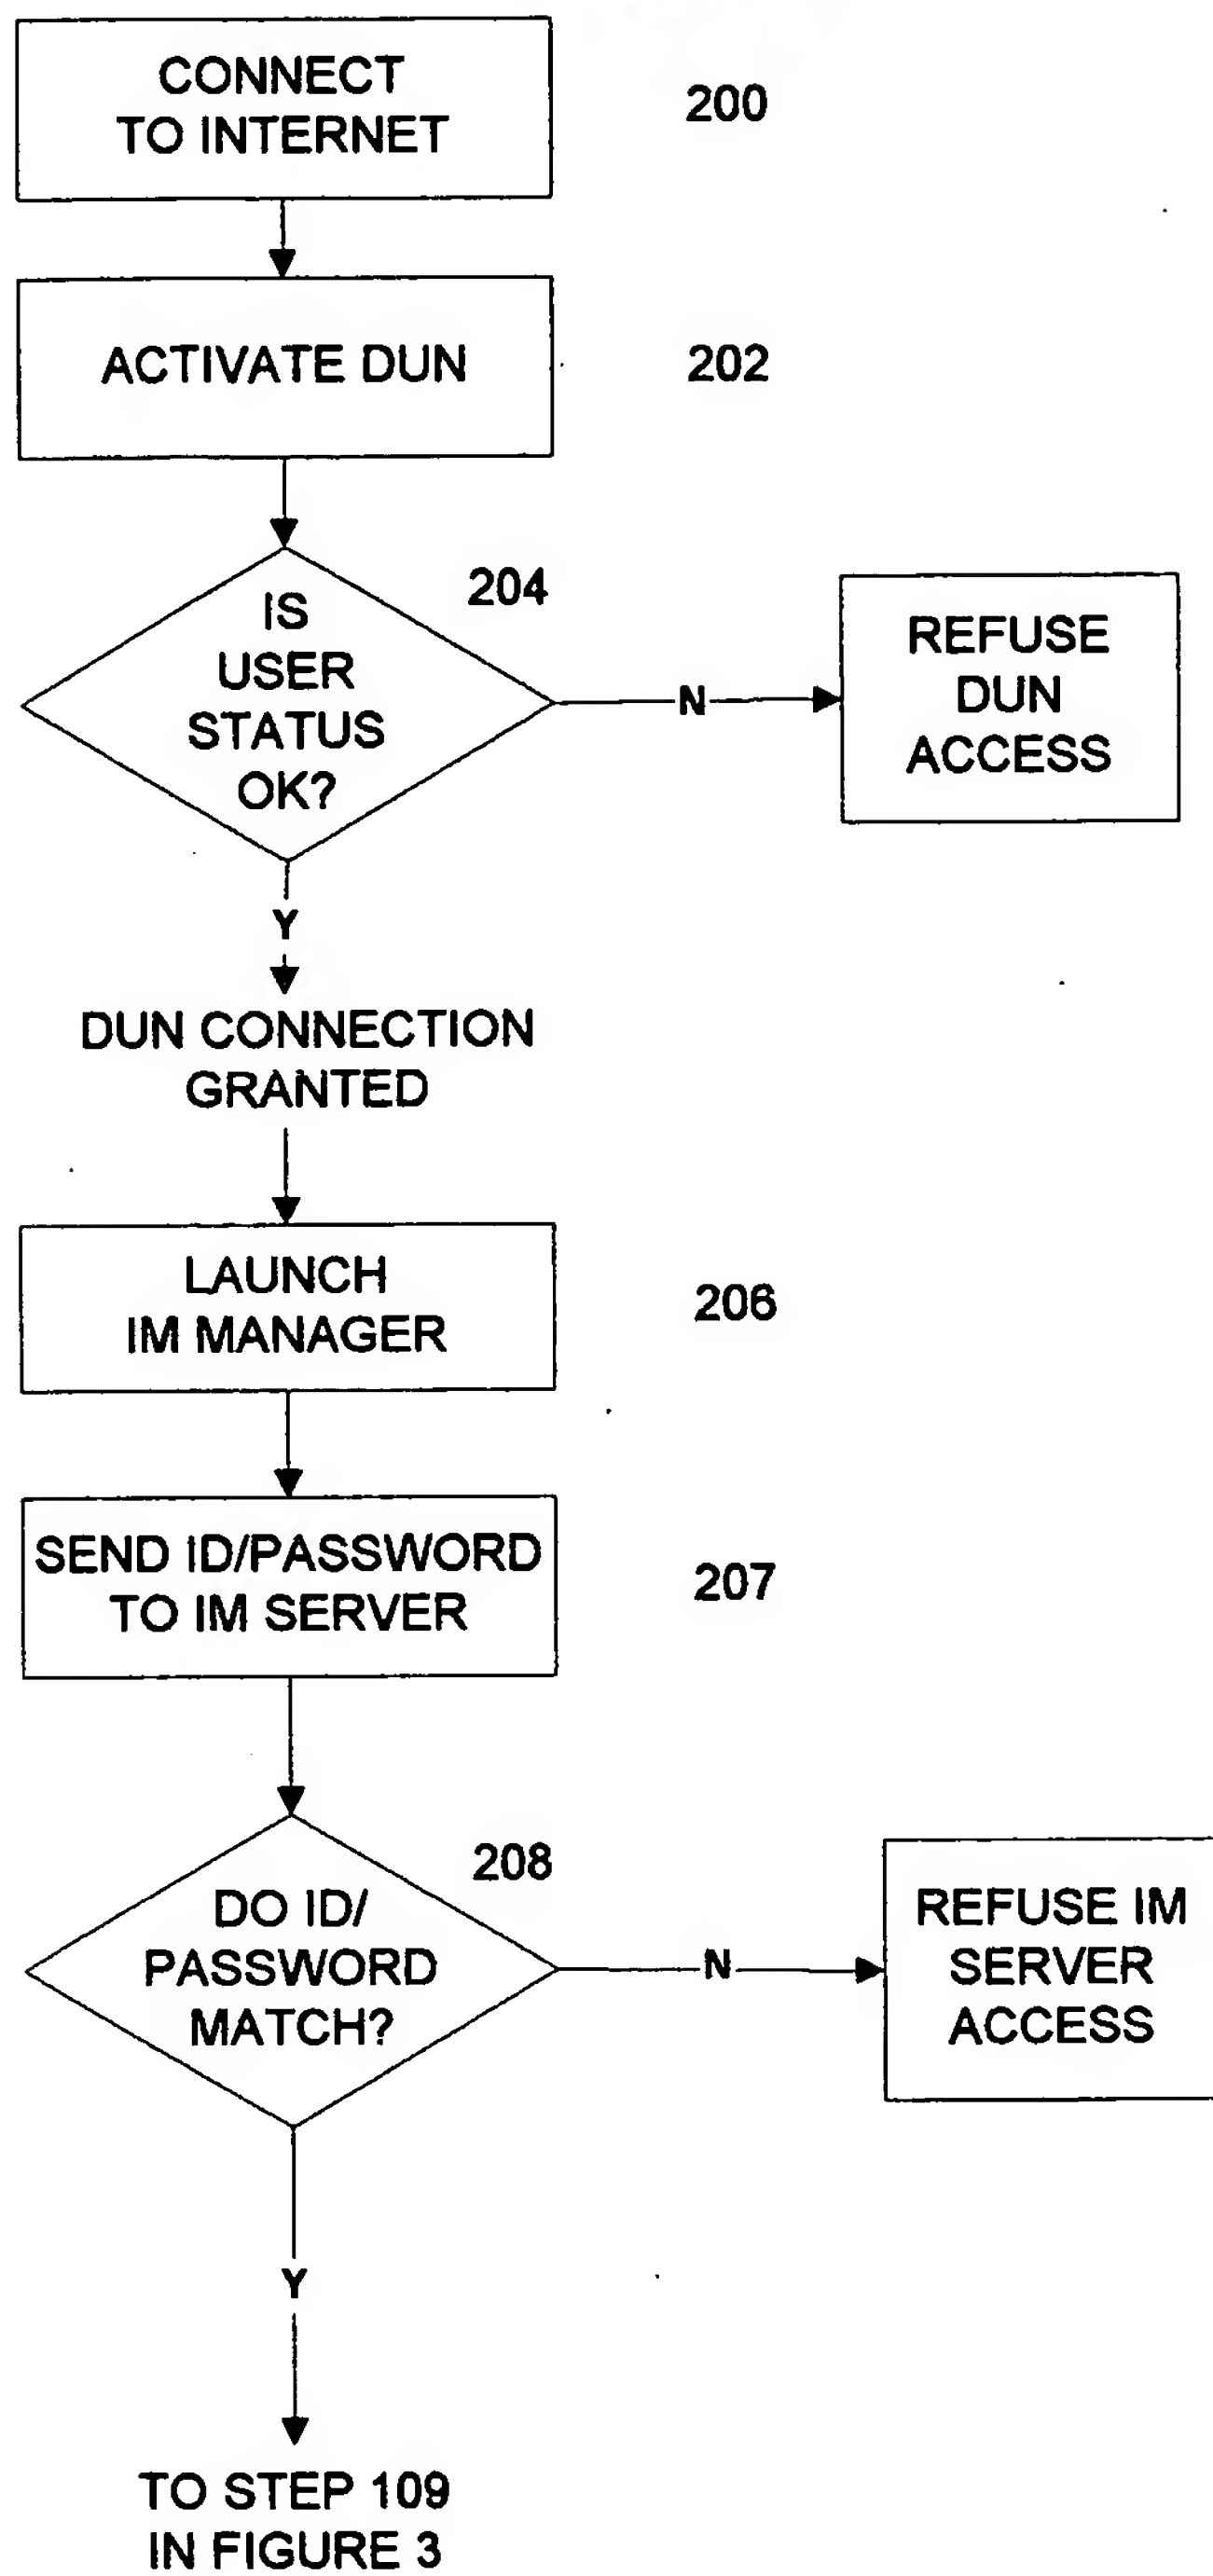 CONNECT
TO INTERNET
200
ACTIVATE DUN
202
204
IS
USER
STATUS
OK?
N
REFUSE
DUN
ACCESS
Y
DUN CONNECTION
GRANTED
LAUNCH
IM MANAGER
206
SEND ID/PASSWORD
TO IM SERVER
207
208
DO ID/
PASSWORD
MATCH?
N
REFUSE IM
SERVER
ACCESS
Y
TO STEP 109
IN FIGURE 3